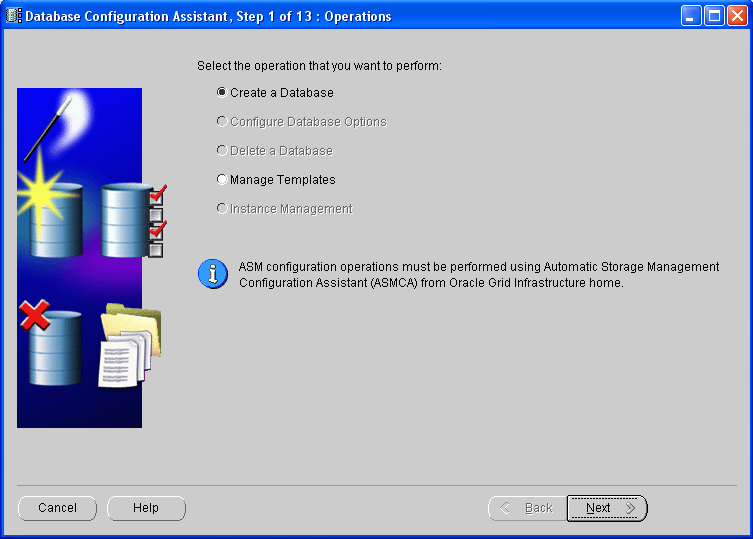 Database Configuration Assistant, Step 1 of 13 : Operations
Select the operation that you want to perform:
Create a Database
Configure Database Options
Delete a Database
Manage Templates
Instance Management
ASM configuration operations must be performed using Automatic Storage Management
Configuration Assistant (ASMCA) from Oracle Grid Infrastructure home.
Cancel
Help
Back
Next